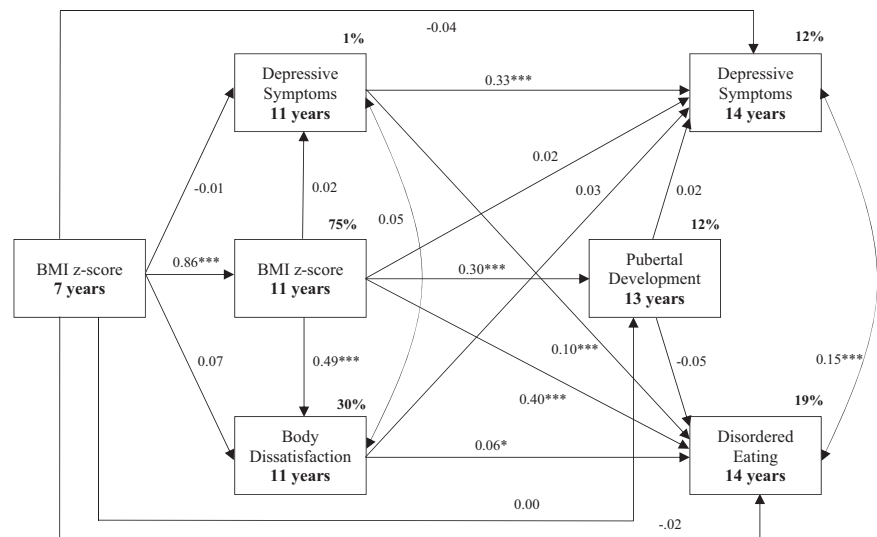 -0.04
1%
12%
Depressive
Symptoms
11 years
0.33***
Depressive
Symptoms
14 years
0.02
-0.01
0.02
0.03
0.02
75%
0.05
12%
BMI z-score
7 years
0.86***
BMI z-score
11 years
0.30***
Pubertal
Development
13 years
0.07
0.49***
0.10***
-0.05
0.15***
30%
0.40***
19%
Body
Dissatisfaction
11 years
0.06*
Disordered
Eating
14 years
0.00
-.02